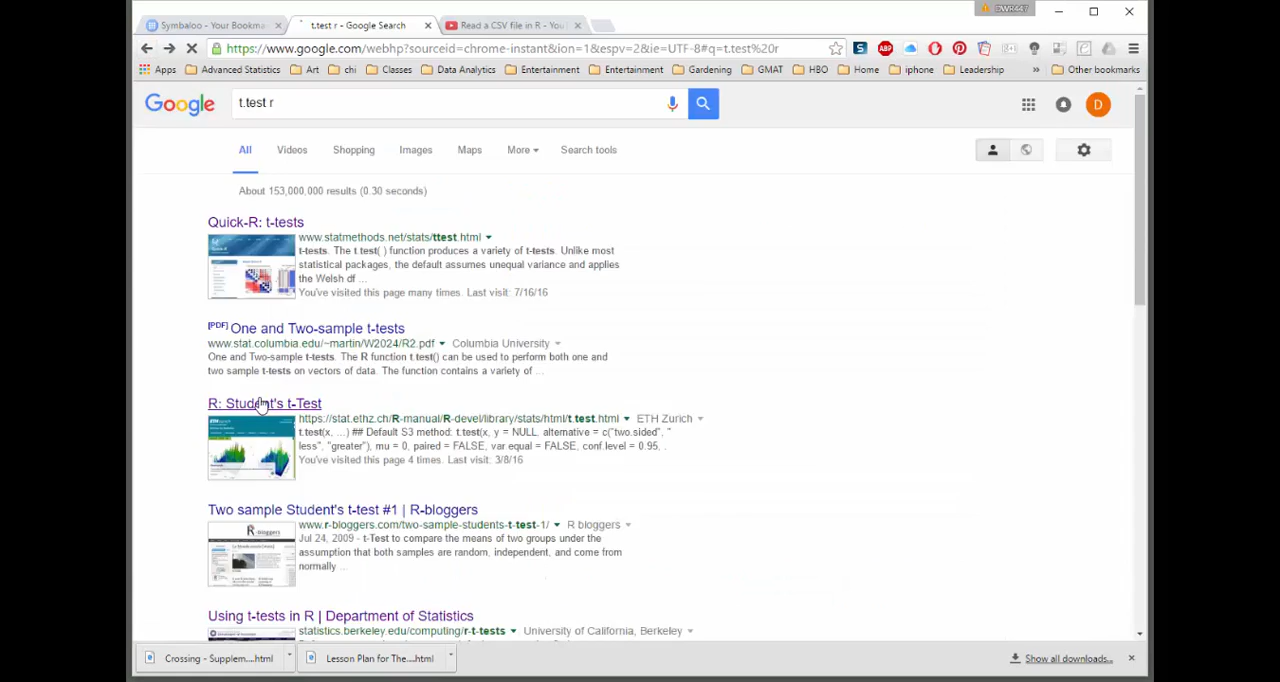 DWR447
Symbaloo - Your Bookma
t.test r - Google Search
Read a CSV file in R - You
https://www.google.com/webhp?sourceid=chrome-instant&ion=1&espv=2&ie=UTF-8#q=t.test%20r
Apps Advanced Statistics Art chi Classes Data Analytics Entertainment Entertainment Gardening GMAT HBO Home iphone Leadership » Other bookmarks
Google t.test r D
All Videos Shopping Images Maps More Search tools
About 153,000,000 results (0.30 seconds)
Quick-R: t-tests
www.statmethods.net/stats/ttest.html
t-tests. The t.test( ) function produces a variety of t-tests. Unlike most
statistical packages, the default assumes unequal variance and applies
the Welsh df ...
You've visited this page many times. Last visit: 7/16/16
[PDF] One and Two-sample t-tests
www.stat.columbia.edu/~martin/W2024/R2.pdf Columbia University
One and Two-sample t-tests. The R function t.test() can be used to perform both one and
two sample t-tests on vectors of data. The function contains a variety of ...
R: Student's t-Test
https://stat.ethz.ch/R-manual/R-devel/library/stats/html/t.test.html ETH Zurich
t.test(x, ...) ## Default S3 method: t.test(x, y = NULL. alternative = c("two.sided", "
less", "greater"), mu = 0, paired = FALSE, var.equal = FALSE, conf.level = 0.95, .
You've visited this page 4 times. Last visit: 3/8/16
Two sample Student's t-test #1 | R-bloggers
www.r-bloggers.com/two-sample-students-t-test-1/ R bloggers
Jul 24, 2009 - t-Test to compare the means of two groups under the
assumption that both samples are random, independent, and come from
normally ...
Using t-tests in R | Department of Statistics
statistics.berkeley.edu/computing/r-t-tests University of California, Berkeley
Crossing - Supplem....html
Lesson Plan for The....html
Show all downloads...